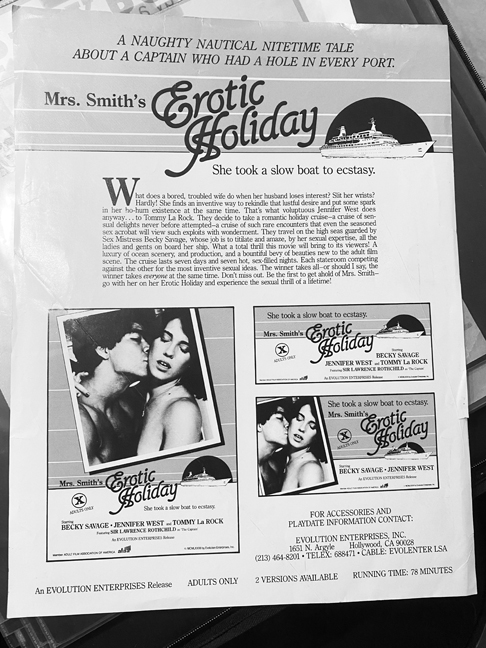 A NAUGHTY NAUTICAL NITETIME TALE
ABOUT A CAPTAIN WHO HAD A HOLE IN EVERY PORT.
Mrs. Smith's Erotic
Holiday
She took a slow boat to ecstasy.
What does a bored, troubled wife do when her husband loses interest? Slit her wrists?
Hardly! She finds an inventive way to rekindle that lustful desire and put some spark
in her ho-hum existence at the same time. That's what voluptuous Jennifer West does
anyway. . . to Tommy La Rock. They decide to take a romantic holiday cruise—a cruise of sen-
sual delights never before attempted—a cruise of such rare encounters that even the seasoned
sex acrobat will view such exploits with wonderment. They travel on the high seas guarded by
Sex Mistress Becky Savage, whose job is to titilate and amaze, by her sexual expertise, all the
ladies and gents on board her ship. What a total thrill this movie will bring to its viewers! A
luxury of ocean scenery, and production, and a bountiful bevy of beauties new to the adult film
scene. The cruise lasts seven days and seven hot, sex-filled nights. Each stateroom competing
against the other for the most inventive sexual ideas. The winner takes all—or should I say, the
winner takes everyone at the same time. Don't miss out. Be the first to get ahold of Mrs. Smith—
go with her on her Erotic Holiday and experience the sexual thrill of a lifetime!
Mrs. Smith's Erotic
Holiday
X
ADULTS ONLY
She took a slow boat to ecstasy.
Starring
BECKY SAVAGE • JENNIFER WEST and TOMMY La ROCK
Featuring SIR LAWRENCE ROTHCHILD as The Captain
An EVOLUTION ENTERPRISES Release
ADULT FILM ASSOCIATION OF AMERICA
She took a slow boat to ecstasy.
Mrs. Smith's Erotic
Holiday
X
ADULTS ONLY
Starring
BECKY SAVAGE
JENNIFER WEST and TOMMY La ROCK
Featuring SIR LAWRENCE ROTHCHILD as The Captain
An EVOLUTION ENTERPRISES Release
She took a slow boat to ecstasy.
Mrs. Smith's
Erotic
Holiday
X
ADULTS ONLY
Starring
BECKY SAVAGE • JENNIFER WEST
An EVOLUTION ENTERPRISES Release
FOR ACCESSORIES AND
PLAYDATE INFORMATION CONTACT:
EVOLUTION ENTERPRISES, INC.
1651 N. Argyle Hollywood, CA 90028
(213) 464-8201 • TELEX: 688471 • CABLE: EVOLENTER LSA
An EVOLUTION ENTERPRISES Release ADULTS ONLY 2 VERSIONS AVAILABLE RUNNING TIME: 78 MINUTES